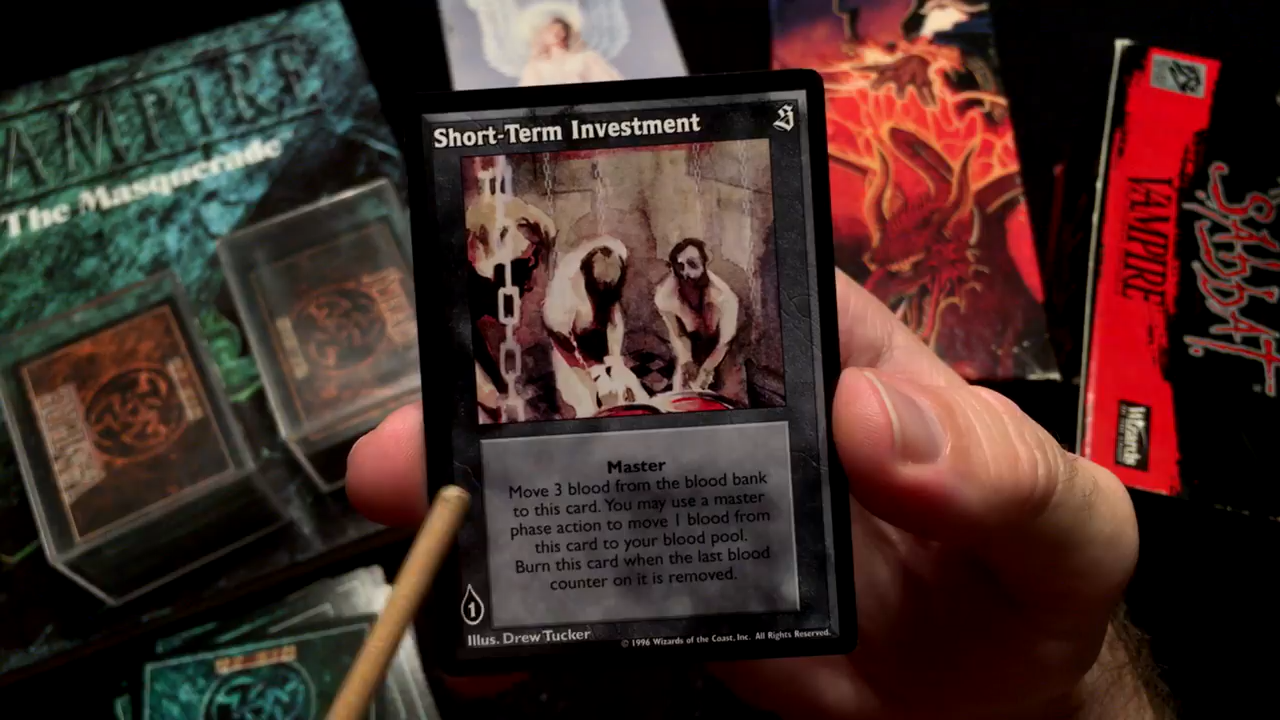 VAMPIRE
The Masquerade
Short-Term Investment
Master
Move 3 blood from the blood bank
to this card. You may use a master
phase action to move 1 blood from
this card to your blood pool.
Burn this card when the last blood
counter on it is removed.
1
Illus. Drew Tucker
© 1996 Wizards of the Coast, Inc. All Rights Reserved.
VAMPIRE
SABBAT
Wizards